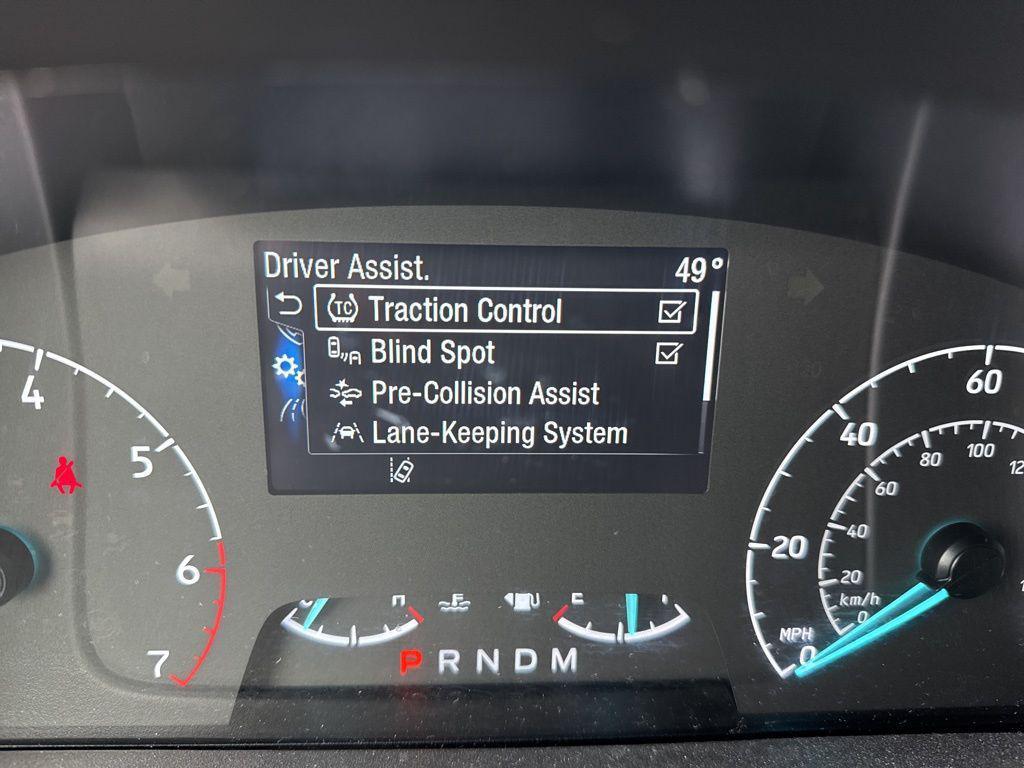 Driver Assist. 49°
TC Traction Control
Blind Spot
Pre-Collision Assist
Lane-Keeping System
4
5
6
7
P R N D M
60
40
20
0
MPH
100
80
60
40
20
0
km/h